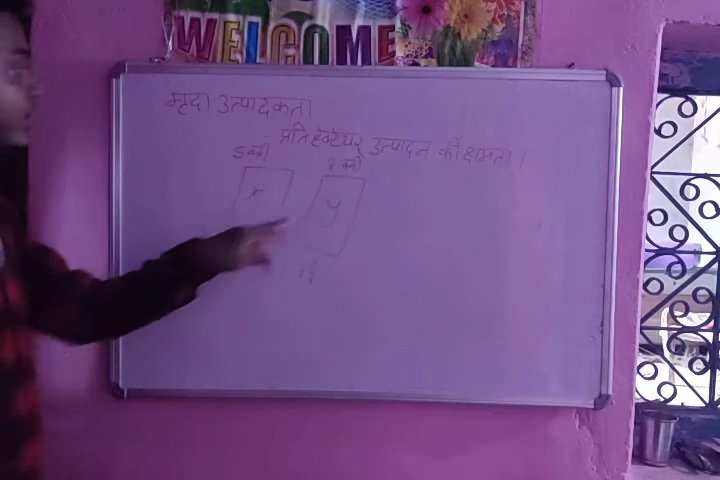 WELCOME
मृदा उत्पादकता
प्रति हेक्टेयर उत्पादन की क्षमता।
x
y